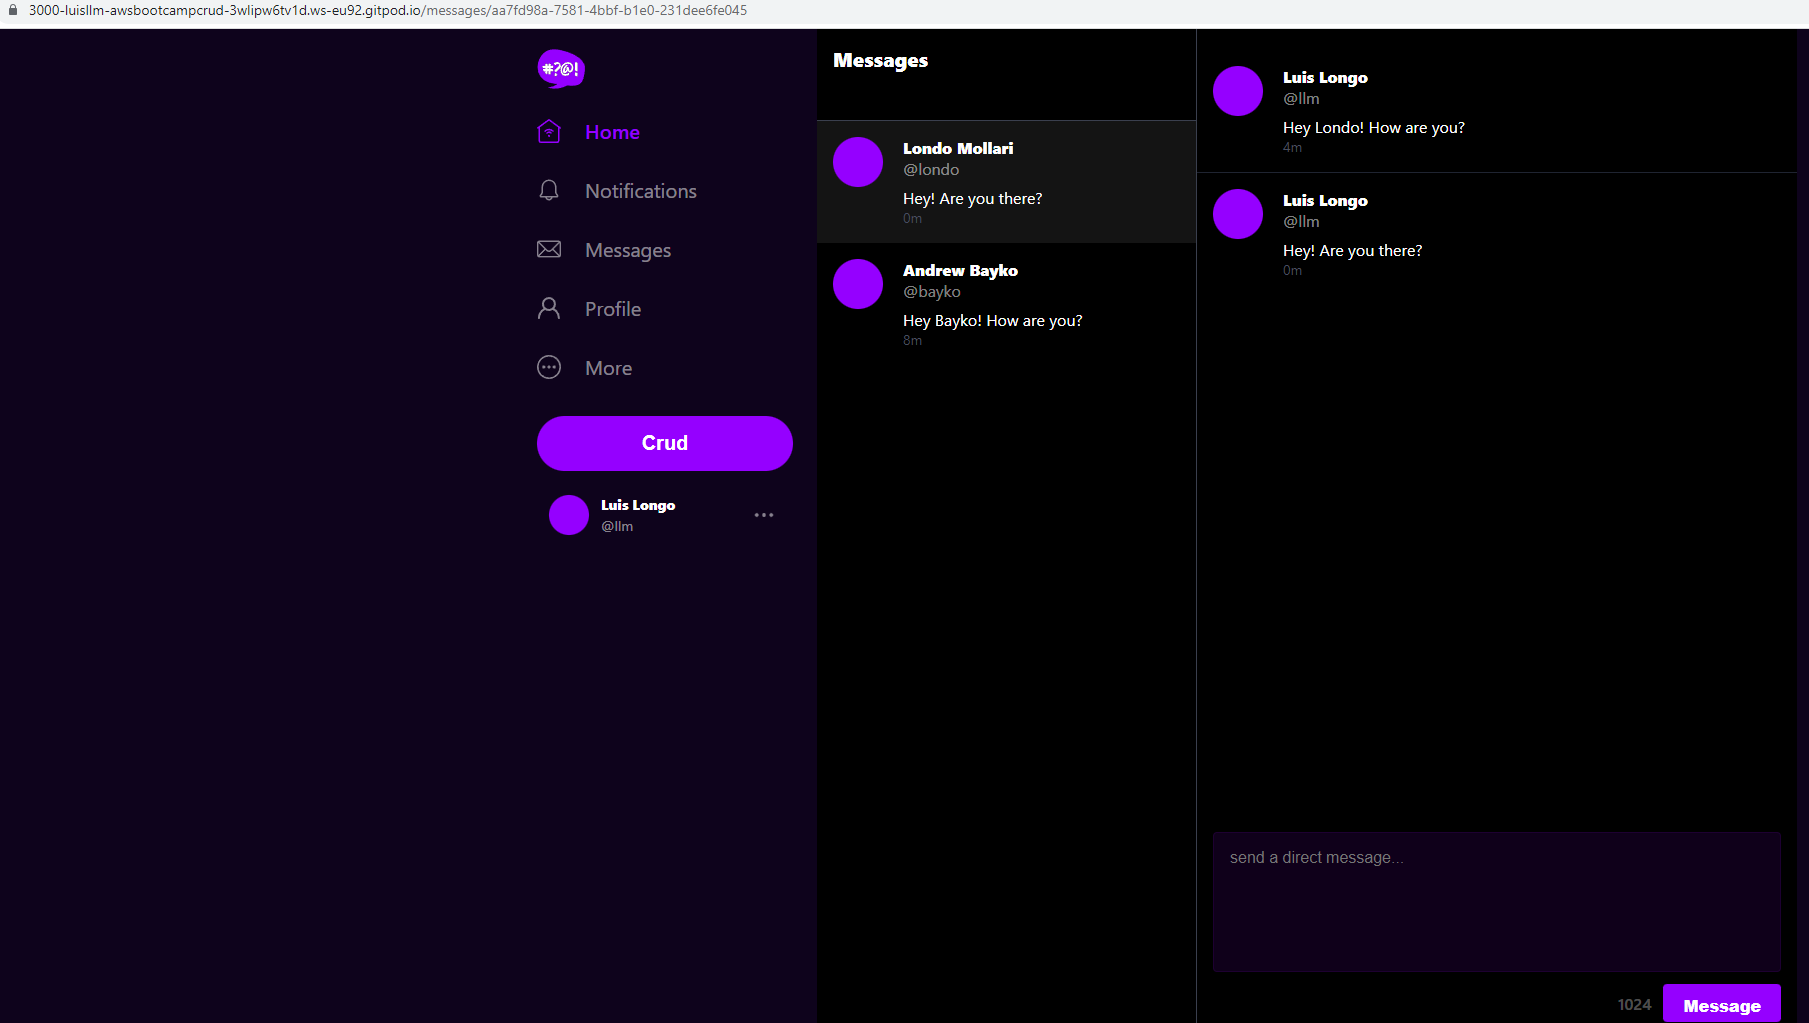 3000-luisllm-awsbootcampcrud-3wlipw6tv1d.ws-eu92.gitpod.io/messages/aa7fd98a-7581-4bbf-b1e0-231dee6fe045
#?@!
Home
Notifications
Messages
Profile
More
Crud
Luis Longo
@llm
Messages
Londo Mollari
@londo
Hey! Are you there?
0m
Andrew Bayko
@bayko
Hey Bayko! How are you?
8m
Luis Longo
@llm
Hey Londo! How are you?
4m
Luis Longo
@llm
Hey! Are you there?
0m
send a direct message...
1024
Message